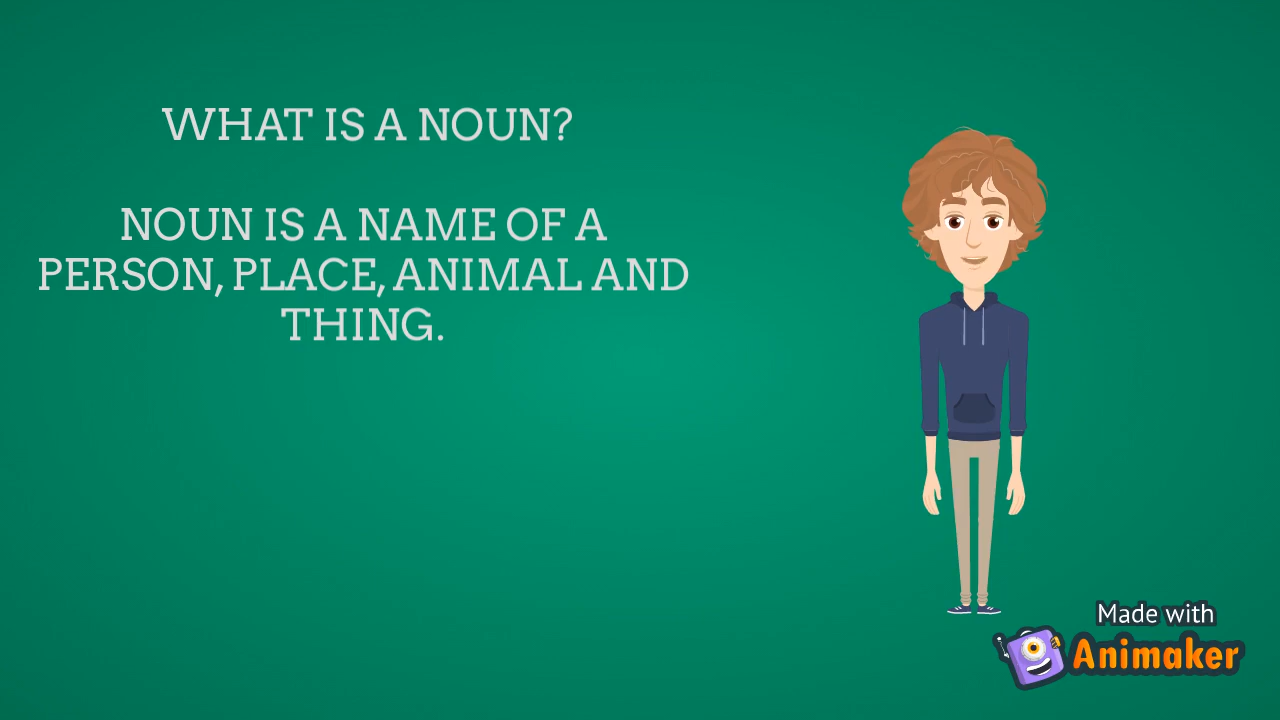 WHAT IS A NOUN?
NOUN IS A NAME OF A
PERSON, PLACE, ANIMAL AND
THING.
Made with
Animaker